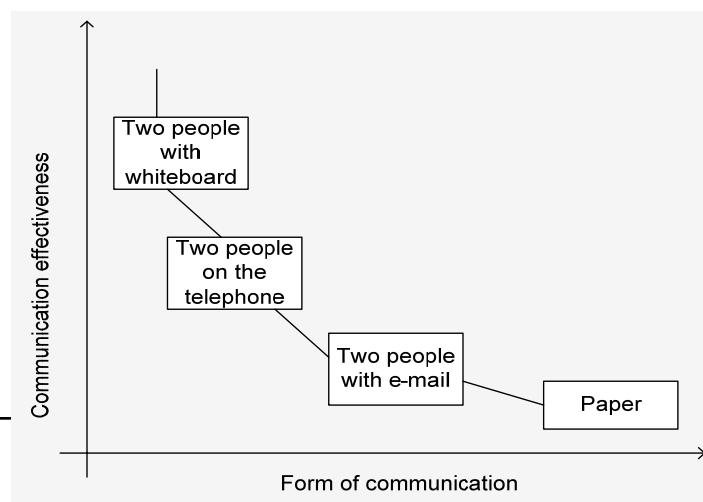 Communication effectiveness
Two people
with
whiteboard
Two people
on the
telephone
Two people
with e-mail
Paper
Form of communication